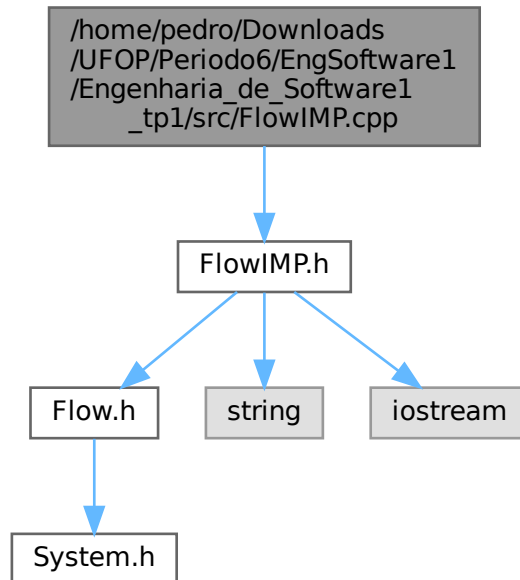 /home/pedro/Downloads
/UFOP/Periodo6/EngSoftware1
/Engenharia_de_Software1
_tp1/src/FlowIMP.cpp
FlowIMP.h
Flow.h
string
iostream
System.h